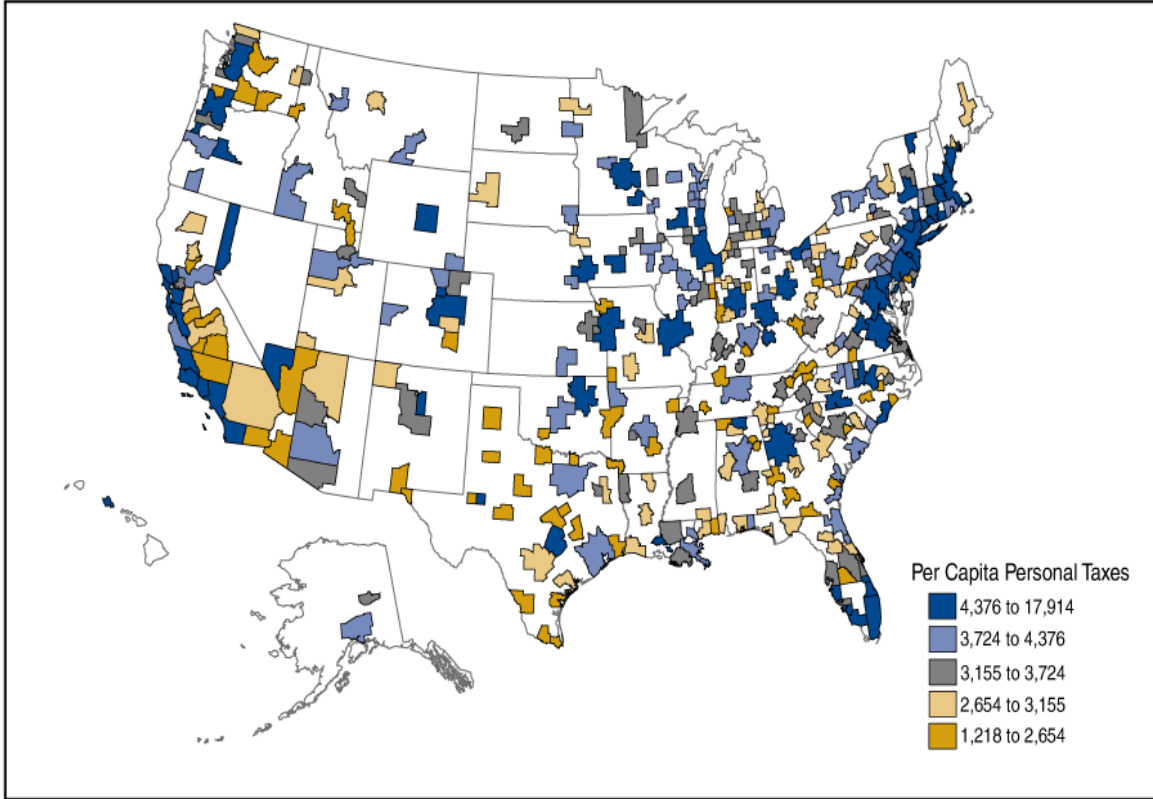 Per Capita Personal Taxes
4,376 to 17,914
3,724 to 4,376
3,155 to 3,724
2,654 to 3,155
1,218 to 2,654